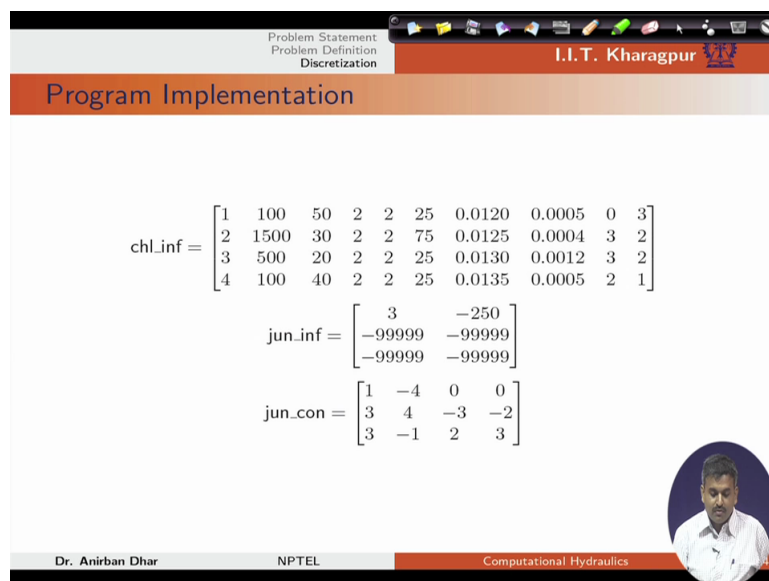 Problem Statement
Problem Definition
Discretization
I.I.T. Kharagpur
Program Implementation
chl_inf = [1 100 50 2 2 25 0.0120 0.0005 0 3
2 1500 30 2 2 75 0.0125 0.0004 3 2
3 500 20 2 2 25 0.0130 0.0012 3 2
4 100 40 2 2 25 0.0135 0.0005 2 1]
jun_inf = [3 −250
−99999 −99999
−99999 −99999]
jun_con = [1 −4 0 0
3 4 −3 −2
3 −1 2 3]
Dr. Anirban Dhar NPTEL Computational Hydraulics